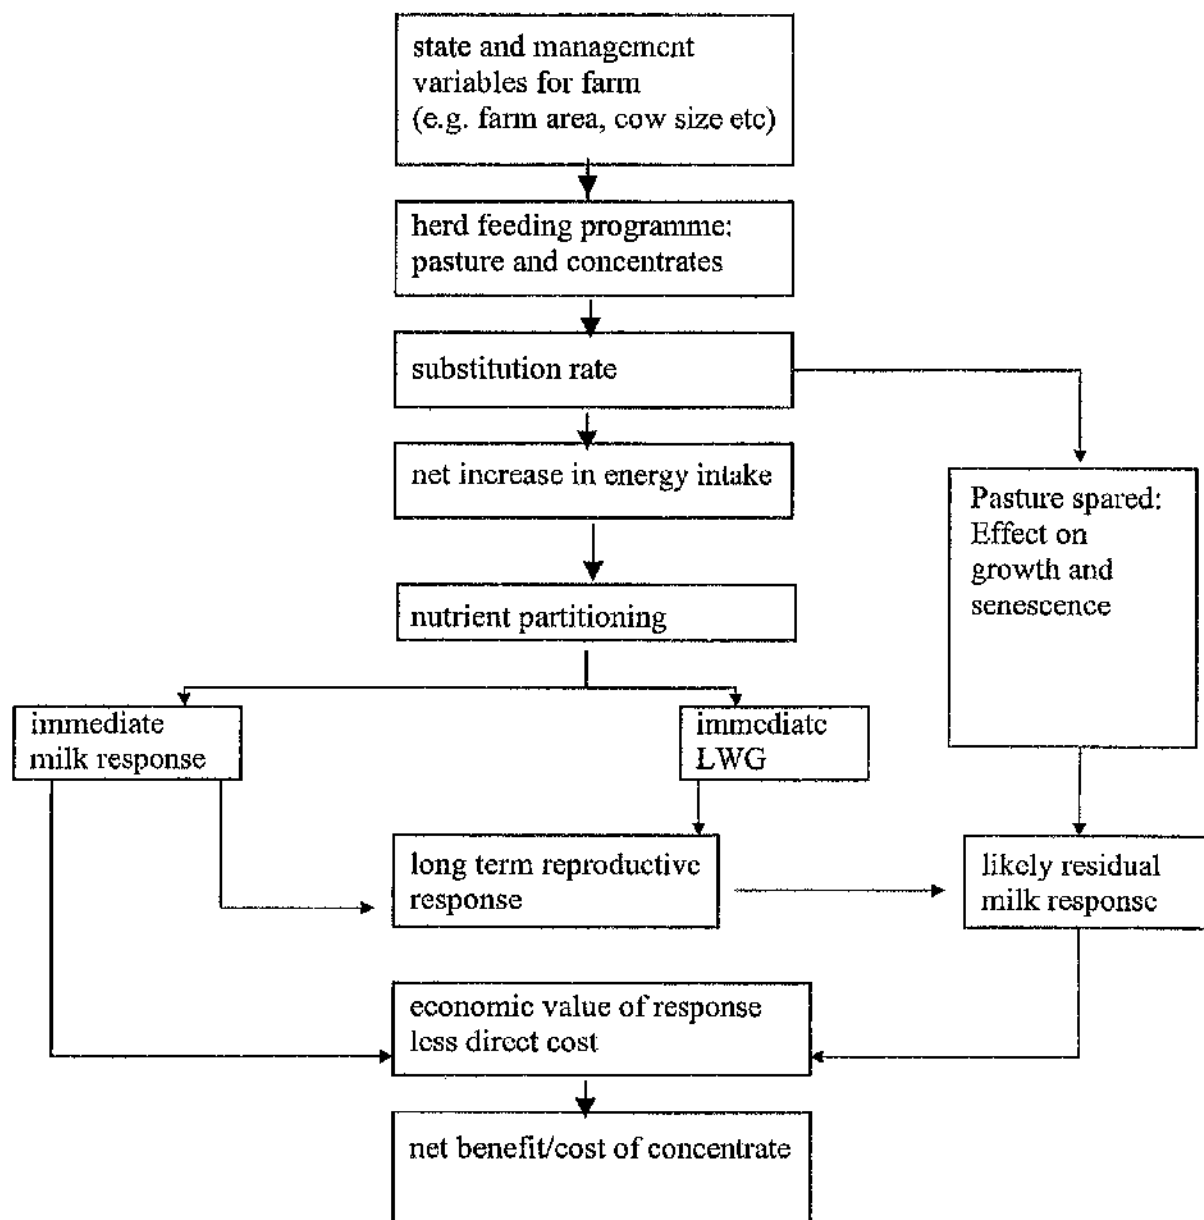 state and management
variables for farm
(e.g. farm area, cow size etc)
herd feeding programme:
pasture and concentrates
substitution rate
net increase in energy intake
Pasture spared:
Effect on
growth and
senescence
nutrient partitioning
immediate
milk response
immediate
LWG
long term reproductive
response
likely residual
milk response
economic value of response
less direct cost
net benefit/cost of concentrate